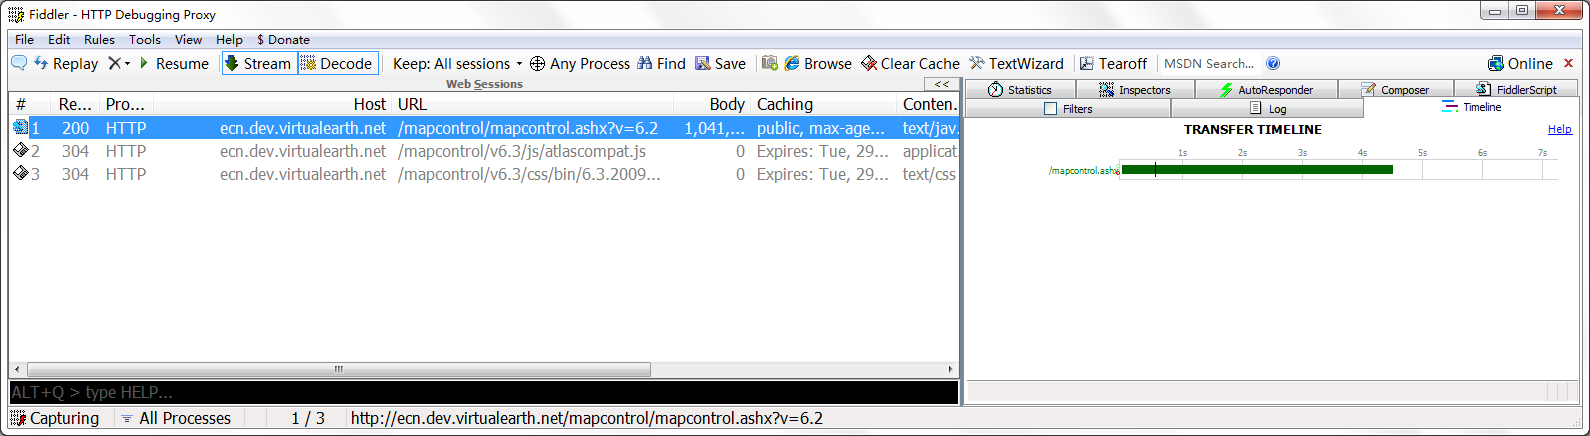 Fiddler - HTTP Debugging Proxy
File Edit Rules Tools View Help $ Donate
Replay Resume Stream Decode Keep: All sessions Any Process Find Save Browse Clear Cache TextWizard Tearoff MSDN Search... Online
Web Sessions <<
# Re... Pro... Host URL Body Caching Conten.
1 200 HTTP ecn.dev.virtualearth.net /mapcontrol/mapcontrol.ashx?v=6.2 1,041,... public, max-age... text/jav.
2 304 HTTP ecn.dev.virtualearth.net /mapcontrol/v6.3/js/atlascompat.js 0 Expires: Tue, 29... applicat.
3 304 HTTP ecn.dev.virtualearth.net /mapcontrol/v6.3/css/bin/6.3.2009... 0 Expires: Tue, 29... text/css
ALT+Q > type HELP...
Statistics Inspectors AutoResponder Composer FiddlerScript
Filters Log Timeline
TRANSFER TIMELINE Help
1s 2s 3s 4s 5s 6s 7s
/mapcontrol.ashx
Capturing All Processes 1 / 3 http://ecn.dev.virtualearth.net/mapcontrol/mapcontrol.ashx?v=6.2